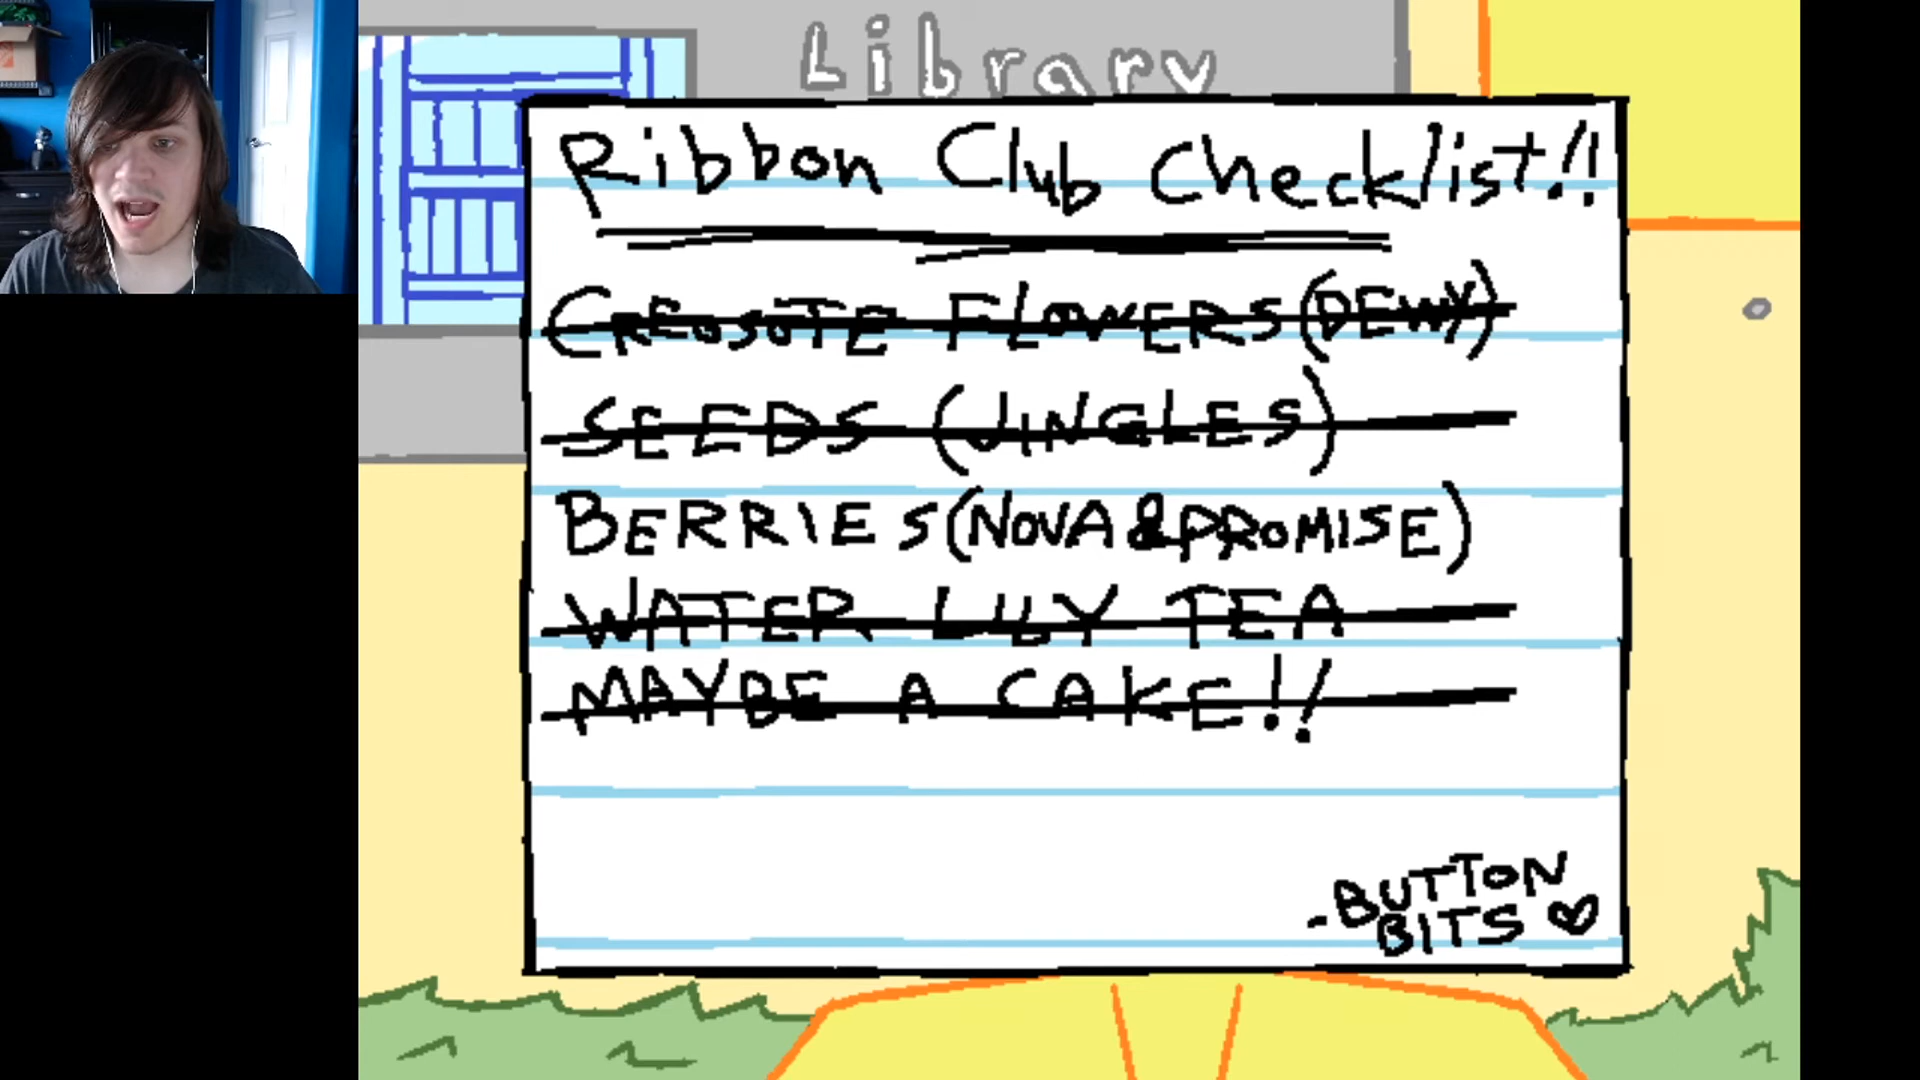 Library
Ribbon Club Checklist!!
CREOSOTE FLOWERS (DEWY)
SEEDS (JINGLES)
BERRIES (NOVA & PROMISE)
WATER LILY TEA
MAYBE A CAKE!!
-BUTTON
BITS ♡